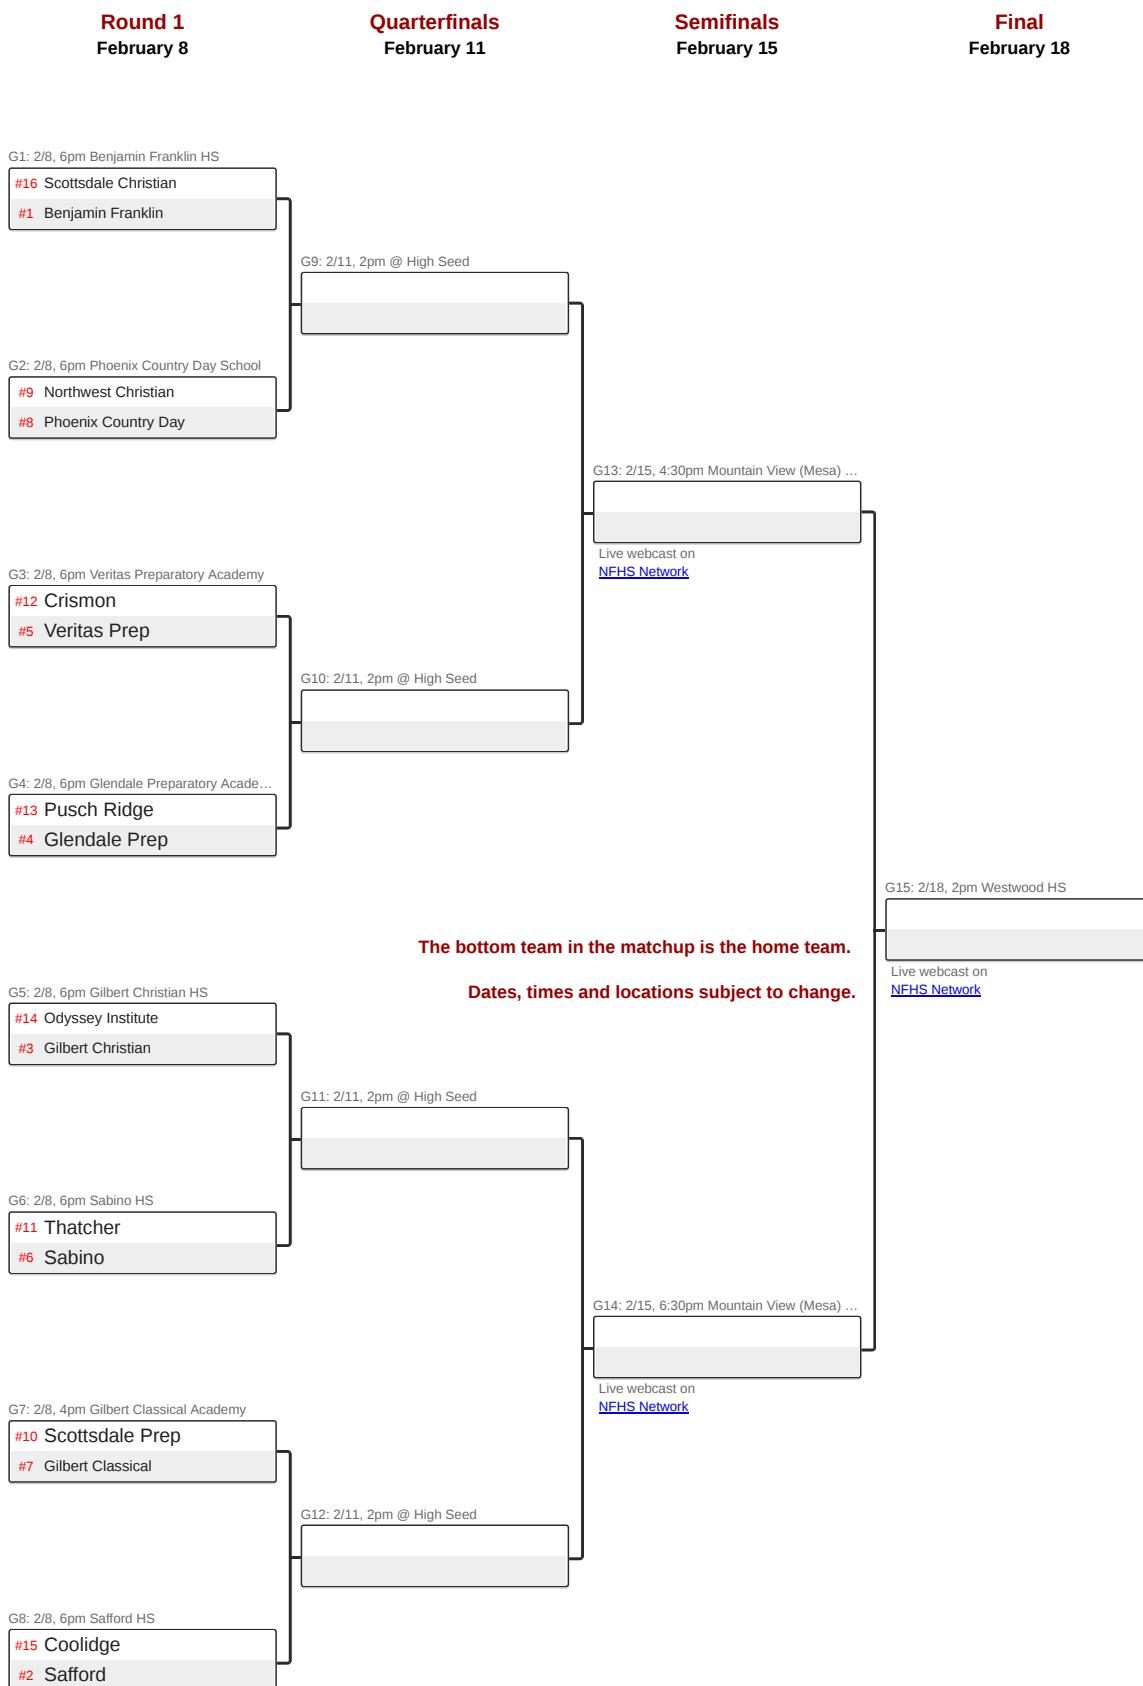 Round 1
February 8
Quarterfinals
February 11
Semifinals
February 15
Final
February 18
G1: 2/8, 6pm Benjamin Franklin HS
#16 Scottsdale Christian
#1 Benjamin Franklin
G9: 2/11, 2pm @ High Seed
G2: 2/8, 6pm Phoenix Country Day School
#9 Northwest Christian
#8 Phoenix Country Day
G13: 2/15, 4:30pm Mountain View (Mesa) …
Live webcast on
NFHS Network
G3: 2/8, 6pm Veritas Preparatory Academy
#12 Crismon
#5 Veritas Prep
G10: 2/11, 2pm @ High Seed
G4: 2/8, 6pm Glendale Preparatory Acade…
#13 Pusch Ridge
#4 Glendale Prep
G15: 2/18, 2pm Westwood HS
Live webcast on
NFHS Network
The bottom team in the matchup is the home team.
Dates, times and locations subject to change.
G5: 2/8, 6pm Gilbert Christian HS
#14 Odyssey Institute
#3 Gilbert Christian
G11: 2/11, 2pm @ High Seed
G6: 2/8, 6pm Sabino HS
#11 Thatcher
#6 Sabino
G14: 2/15, 6:30pm Mountain View (Mesa) …
Live webcast on
NFHS Network
G7: 2/8, 4pm Gilbert Classical Academy
#10 Scottsdale Prep
#7 Gilbert Classical
G12: 2/11, 2pm @ High Seed
G8: 2/8, 6pm Safford HS
#15 Coolidge
#2 Safford